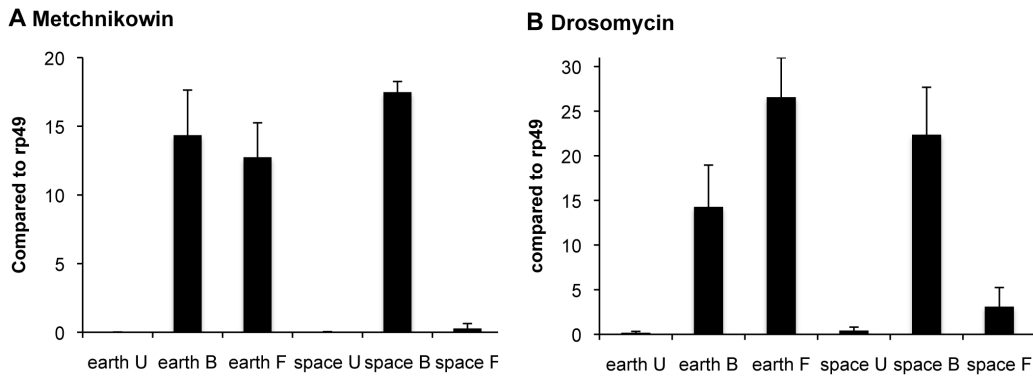 A Metchnikowin
Compared to rp49
20
15
10
5
0
earth U earth B earth F space U space B space F
B Drosomycin
compared to rp49
30
25
20
15
10
5
0
earth U earth B earth F space U space B space F